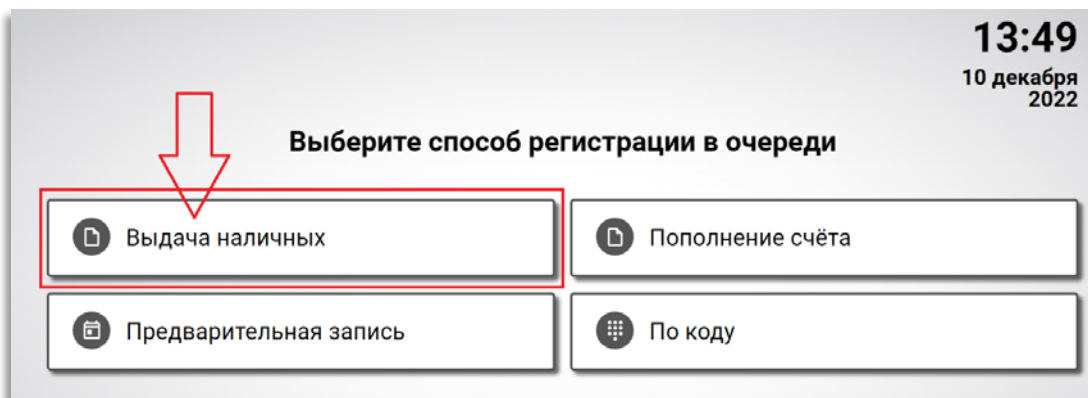 13:49
10 декабря
2022
Выберите способ регистрации в очереди
Выдача наличных
Пополнение счёта
Предварительная запись
По коду